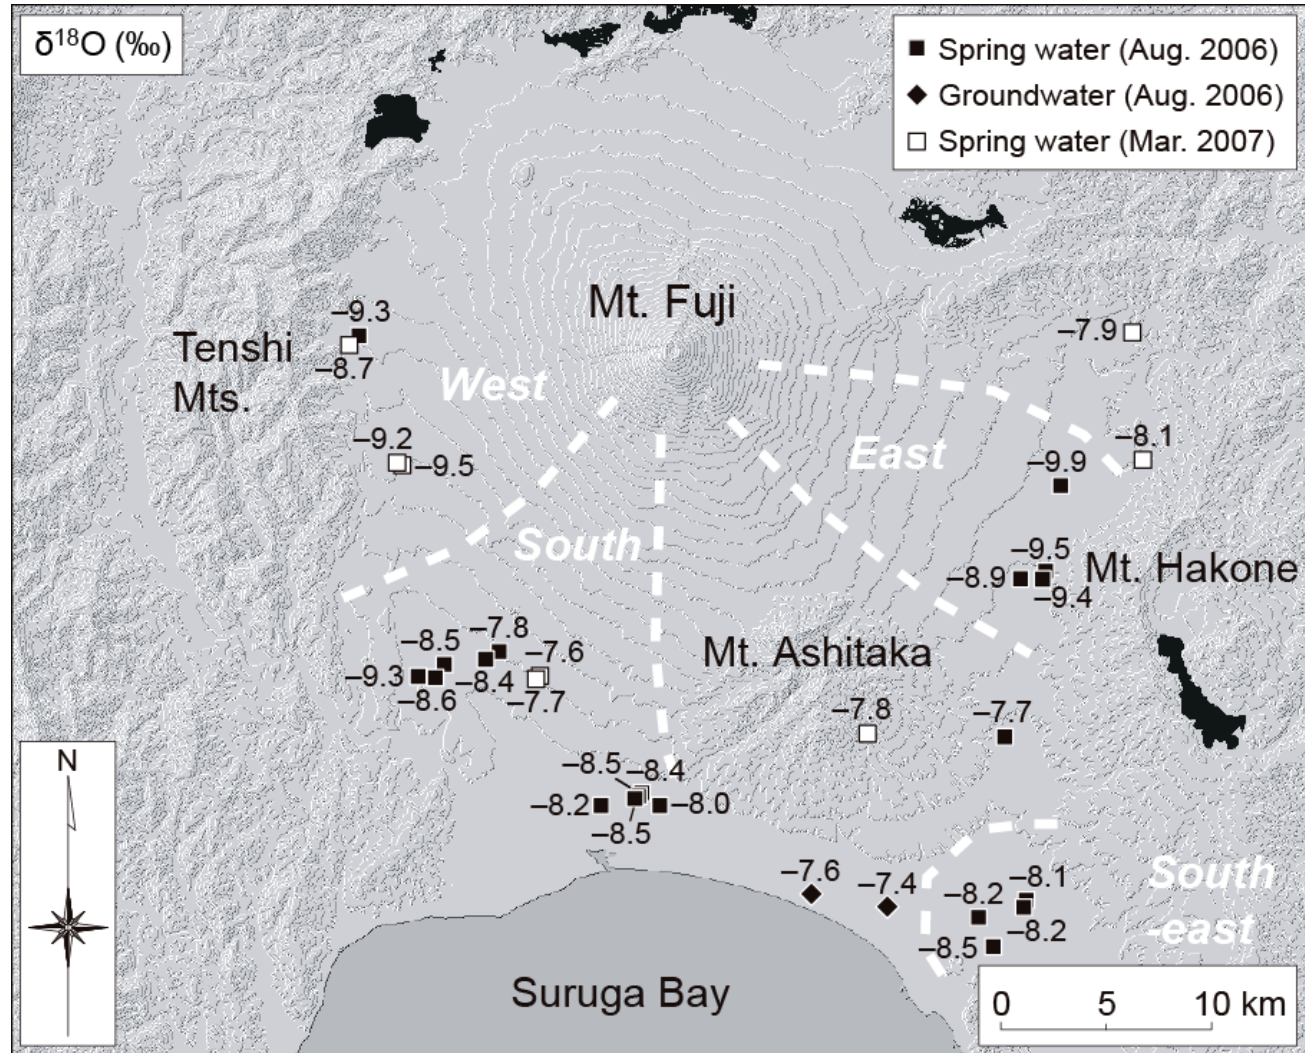 δ¹⁸O (‰)
Spring water (Aug. 2006)
Groundwater (Aug. 2006)
Spring water (Mar. 2007)
Mt. Fuji
–9.3
Tenshi
Mts.
–8.7
West
–7.9
–9.2
–9.5
East
–8.1
–9.9
South
–9.5
–8.9
–9.4
Mt. Hakone
–8.5
–7.8
–7.6
Mt. Ashitaka
–9.3
–8.6
–8.4
–7.7
–7.8
–7.7
–8.5
–8.4
–8.2
–8.0
–8.5
–7.6
–7.4
–8.2
–8.1
South
-east
–8.5
–8.2
N
Suruga Bay
0 5 10 km